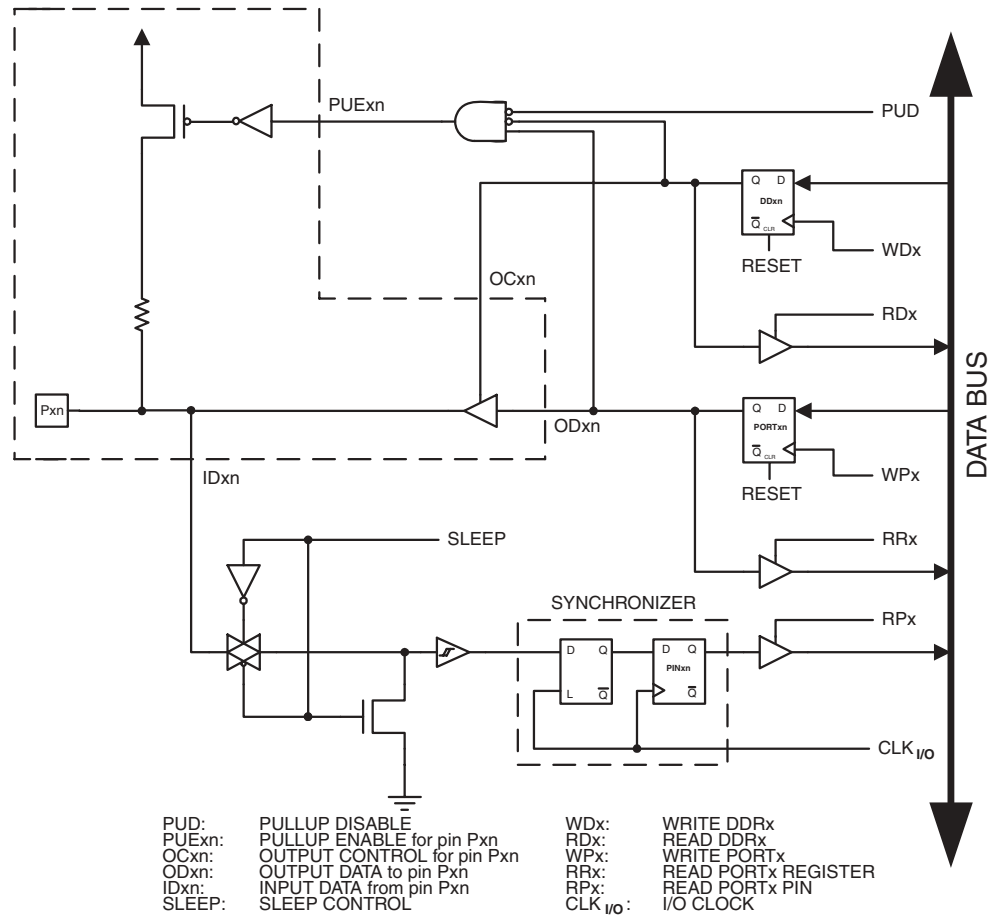 PUExn
PUD
Q D
DDxn
Q CLR
WDx
RESET
OCxn
RDx
Pxn
Q D
ODxn
PORTxn
Q CLR
DATA BUS
IDxn
WPx
RESET
SLEEP
RRx
SYNCHRONIZER
RPx
D Q
D Q
PINxn
L Q
Q
CLK I/O
PUD: PULLUP DISABLE
PUExn: PULLUP ENABLE for pin Pxn
OCxn: OUTPUT CONTROL for pin Pxn
ODxn: OUTPUT DATA to pin Pxn
IDxn: INPUT DATA from pin Pxn
SLEEP: SLEEP CONTROL
WDx: WRITE DDRx
RDx: READ DDRx
WPx: WRITE PORTx
RRx: READ PORTx REGISTER
RPx: READ PORTx PIN
CLK I/O: I/O CLOCK